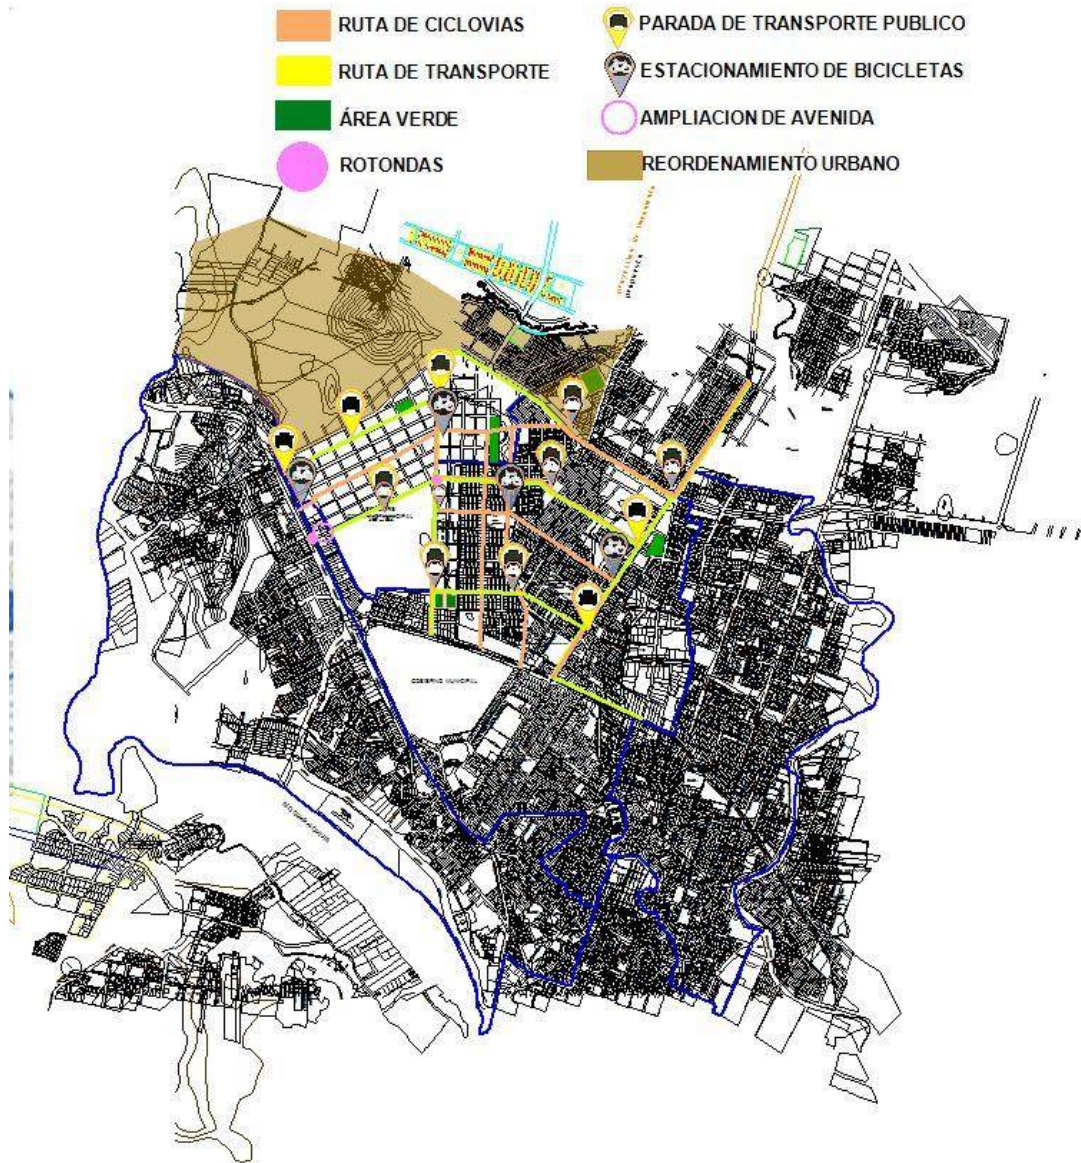 RUTA DE CICLOVIAS
PARADA DE TRANSPORTE PUBLICO
RUTA DE TRANSPORTE
ESTACIONAMIENTO DE BICICLETAS
ÁREA VERDE
AMPLIACION DE AVENIDA
ROTONDAS
REORDENAMIENTO URBANO
GOBIERNO MUNICIPAL